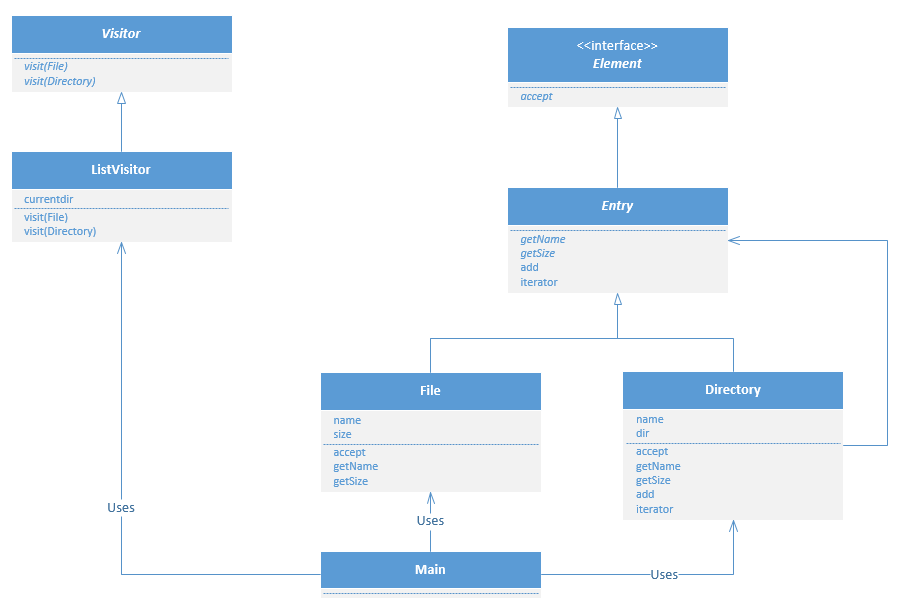 Visitor
visit(File)
visit(Directory)
<<interface>>
Element
accept
ListVisitor
currentdir
visit(File)
visit(Directory)
Entry
getName
getSize
add
iterator
File
name
size
accept
getName
getSize
Directory
name
dir
accept
getName
getSize
add
iterator
Uses
Uses
Main
Uses